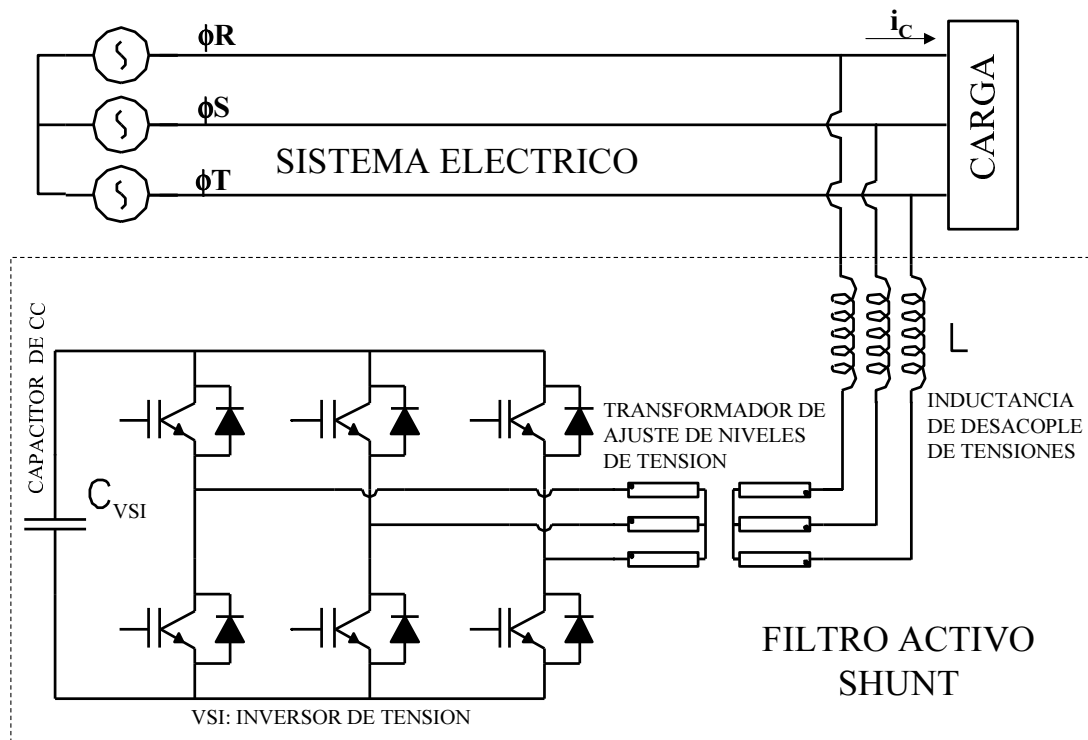 ϕR
i_C
ϕS
SISTEMA ELECTRICO
ϕT
CARGA
CAPACITOR DE CC
C_VSI
L
TRANSFORMADOR DE
AJUSTE DE NIVELES
DE TENSION
INDUCTANCIA
DE DESACOPLE
DE TENSIONES
FILTRO ACTIVO
SHUNT
VSI: INVERSOR DE TENSION